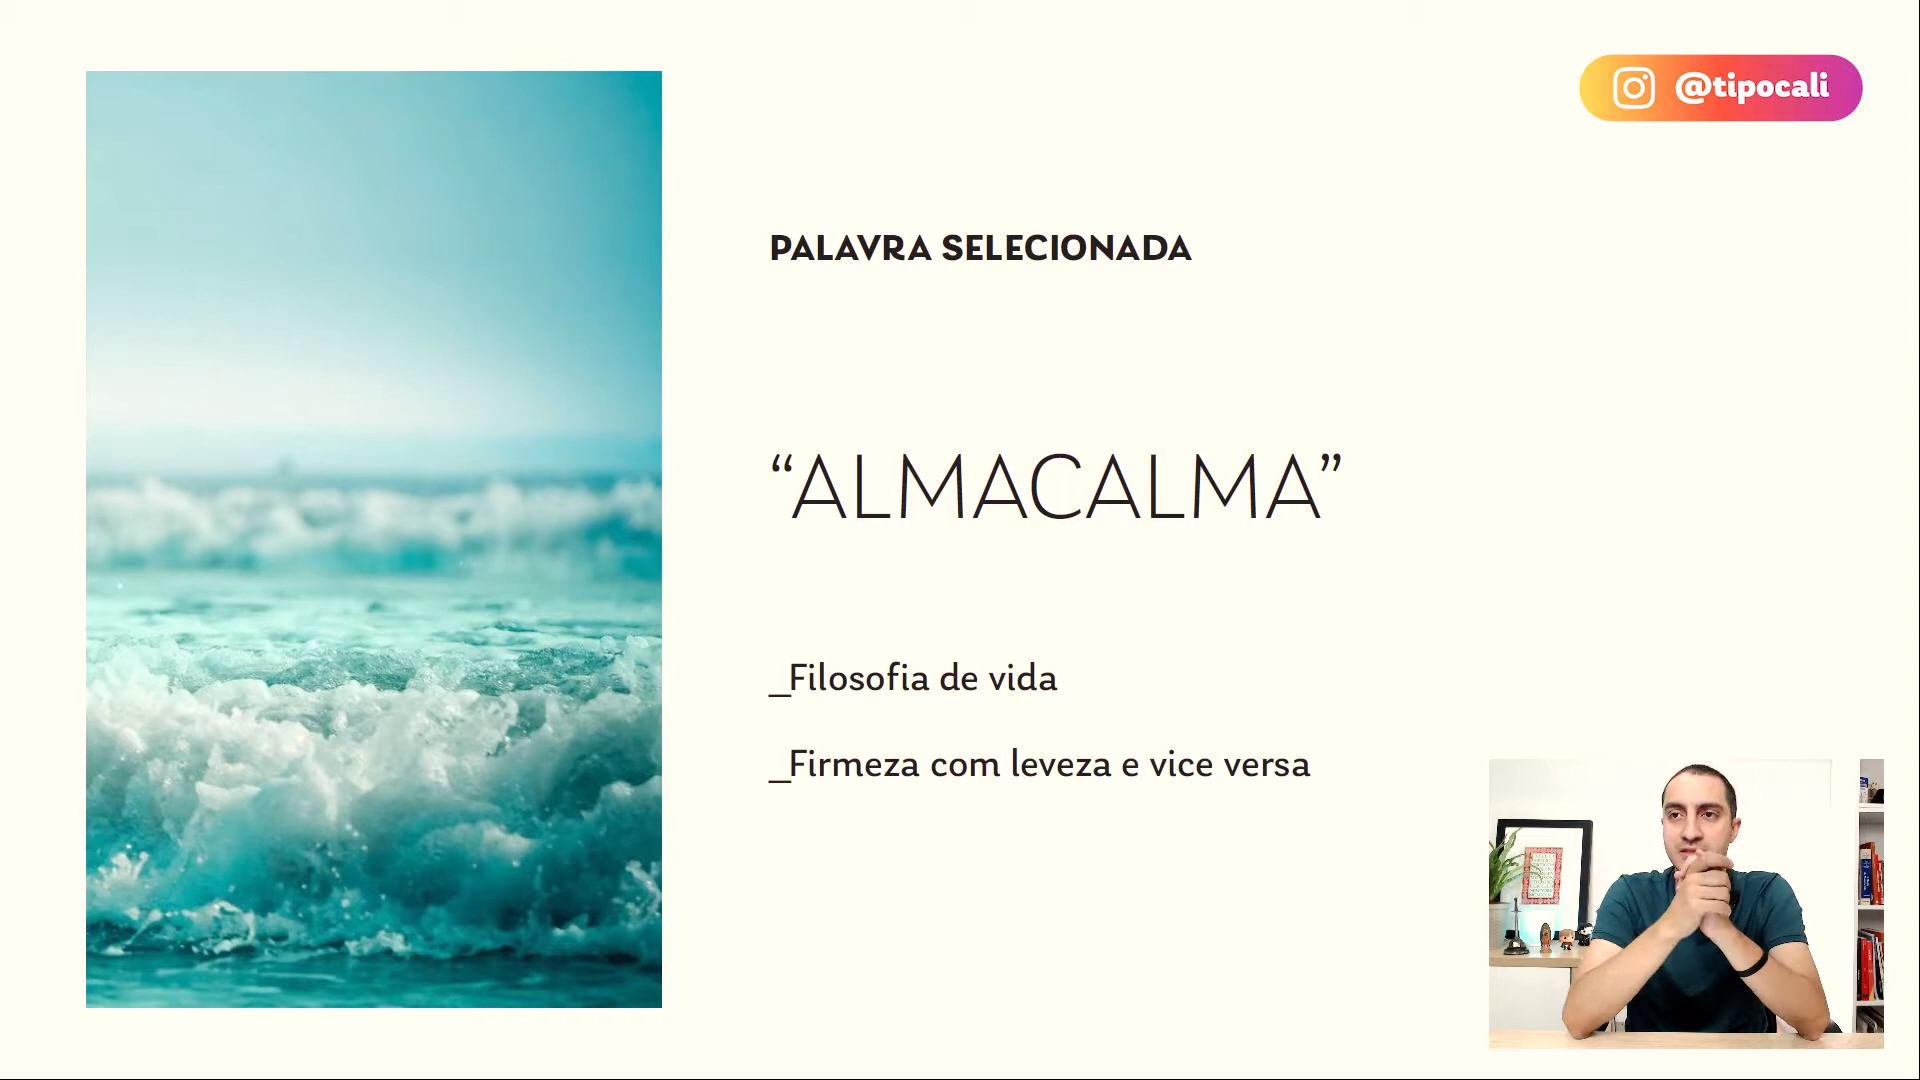 @tipocali
PALAVRA SELECIONADA
“ALMACALMA”
_Filosofia de vida
_Firmeza com leveza e vice versa